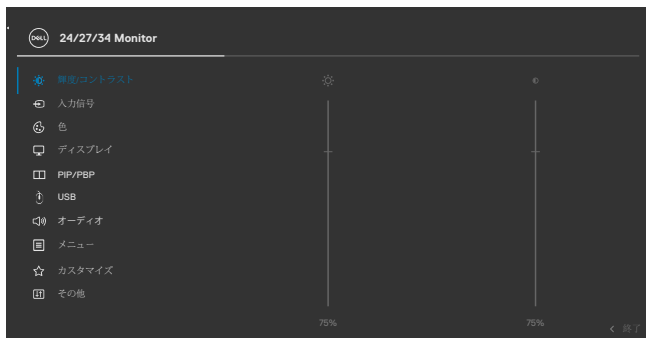 DELL
24/27/34 Monitor
輝度/コントラスト
入力信号
色
ディスプレイ
PIP/PBP
USB
オーディオ
メニュー
カスタマイズ
その他
75%
75%
終了